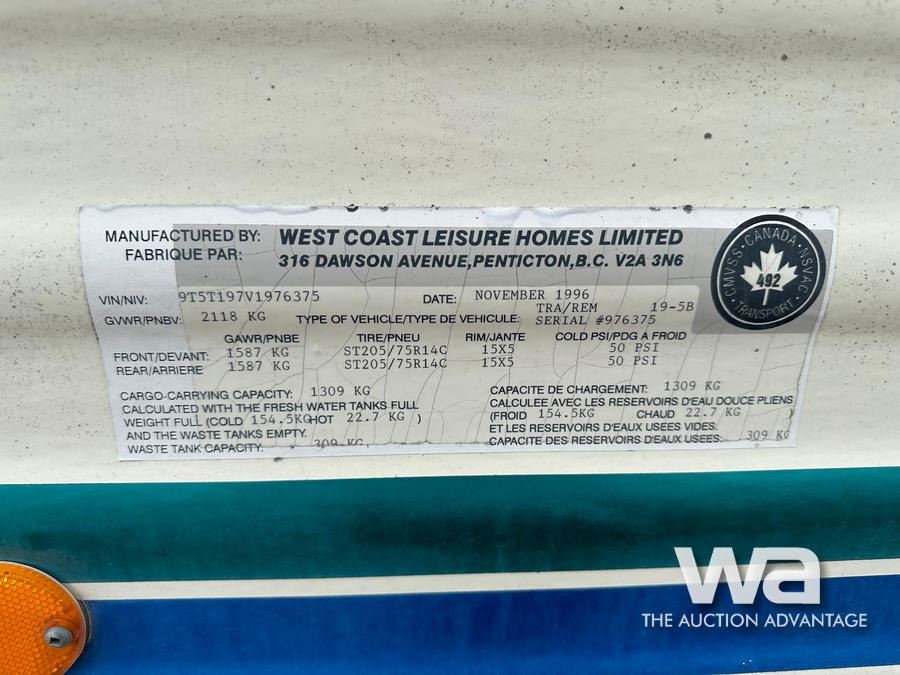 MANUFACTURED BY: WEST COAST LEISURE HOMES LIMITED
FABRIQUE PAR: 316 DAWSON AVENUE, PENTICTON, B.C. V2A 3N6
CMVSS · CANADA · NSVAC · TRANSPORT ·
492
VIN/NIV: 9T5T197V1976375 DATE: NOVEMBER 1996
GVWR/PNBV: 2118 KG TYPE OF VEHICLE/TYPE DE VEHICULE: TRA/REM 19-5B
SERIAL #976375
GAWR/PNBE TIRE/PNEU RIM/JANTE COLD PSI/PDG A FROID
FRONT/DEVANT: 1587 KG ST205/75R14C 15X5 50 PSI
REAR/ARRIERE 1587 KG ST205/75R14C 15X5 50 PSI
CARGO-CARRYING CAPACITY: 1309 KG
CALCULATED WITH THE FRESH WATER TANKS FULL
WEIGHT FULL (COLD 154.5KG HOT 22.7 KG )
AND THE WASTE TANKS EMPTY.
WASTE TANK CAPACITY: 309 KG
CAPACITE DE CHARGEMENT: 1309 KG
CALCULEE AVEC LES RESERVOIRS D'EAU DOUCE PLIENS
(FROID 154.5KG CHAUD 22.7 KG )
ET LES RESERVOIRS D'EAUX USEES VIDES.
CAPACITE DES RESERVOIRS D'EAUX USEES: 309 KG
wa
THE AUCTION ADVANTAGE